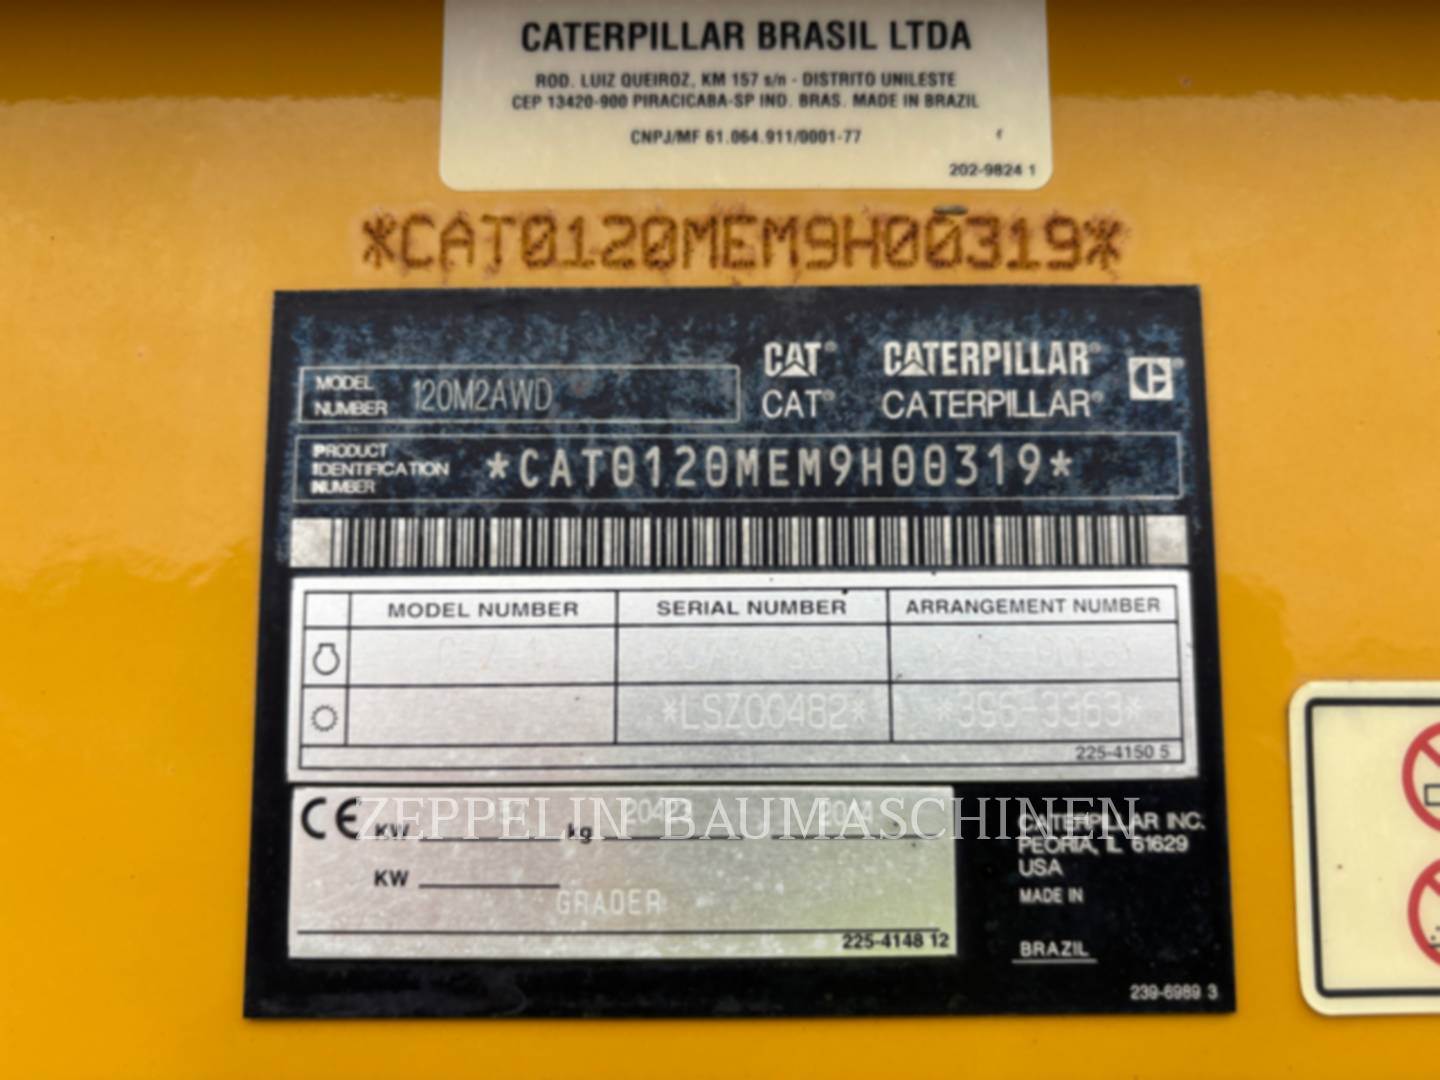 CATERPILLAR BRASIL LTDA
ROD. LUIZ QUEIROZ, KM 157 s/n - DISTRITO UNILESTE
CEP 13420-900 PIRACICABA-SP IND. BRAS. MADE IN BRAZIL
CNPJ/MF 61.064.911/0001-77
202-9824 1
*CAT0120MEM9H00319*
CAT® CATERPILLAR®
MODEL NUMBER 120M2AWD
CAT® CATERPILLAR®
PRODUCT IDENTIFICATION NUMBER *CAT0120MEM9H00319*
MODEL NUMBER SERIAL NUMBER ARRANGEMENT NUMBER
*LSZ00482* *396-3363*
225-4150 5
CE KW kg 20423 2014
ZEPPELIN BAUMASCHINEN
KW
GRADER
225-4148 12
CATERPILLAR INC.
PEORIA, IL 61629
USA
MADE IN
BRAZIL
239-6989 3